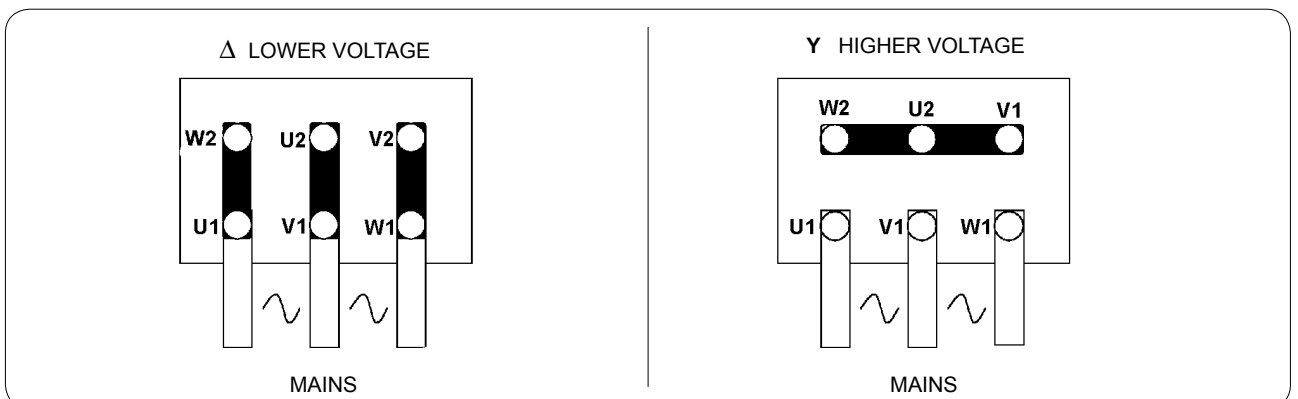 Δ LOWER VOLTAGE
W2 U2 V2
U1 V1 W1
MAINS
Y HIGHER VOLTAGE
W2 U2 V1
U1 V1 W1
MAINS